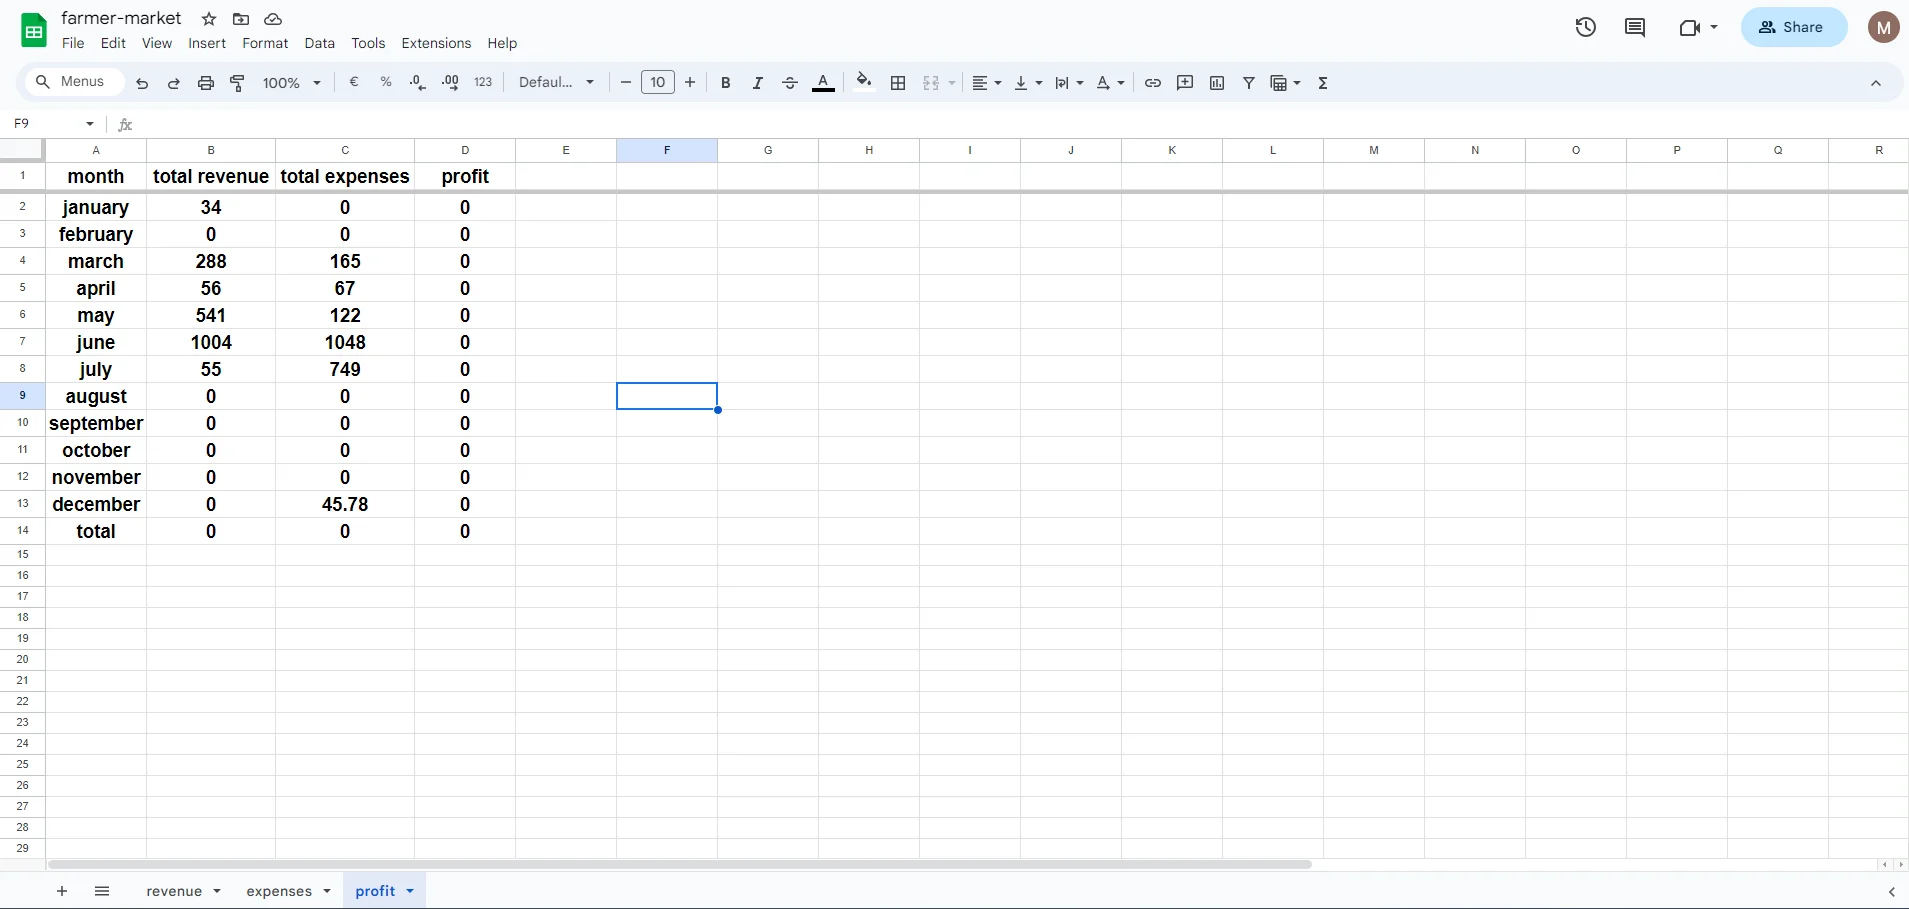 farmer-market
File Edit View Insert Format Data Tools Extensions Help
Share
M
Menus 100% € % .0 .00 123 Defaul... 10 B I A Σ
F9 fx
A B C D E F G H I J K L M N O P Q R
1 month total revenue total expenses profit
2 january 34 0 0
3 february 0 0 0
4 march 288 165 0
5 april 56 67 0
6 may 541 122 0
7 june 1004 1048 0
8 july 55 749 0
9 august 0 0 0
10 september 0 0 0
11 october 0 0 0
12 november 0 0 0
13 december 0 45.78 0
14 total 0 0 0
15
16
17
18
19
20
21
22
23
24
25
26
27
28
29
revenue expenses profit